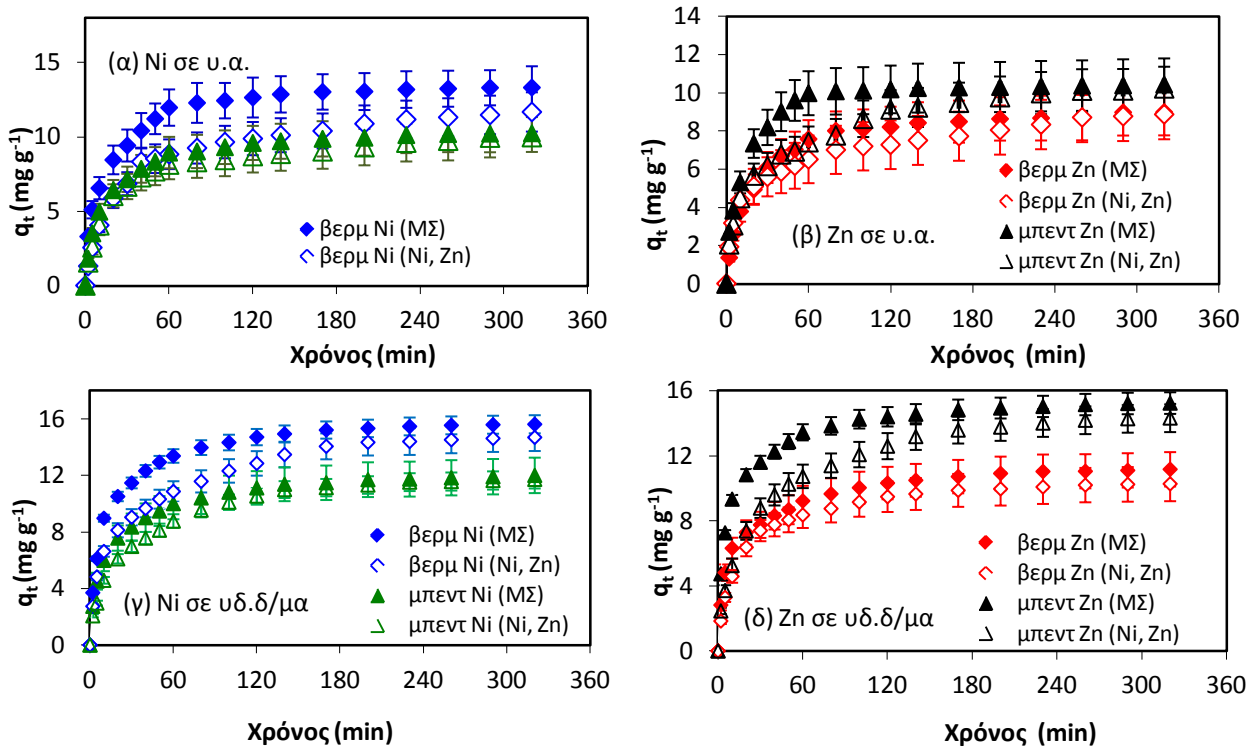 15
10
5
0
0 60 120 180 240 300 360
q_t (mg g⁻¹)
(α) Ni σε υ.α.
βερμ Ni (ΜΣ)
βερμ Ni (Ni, Zn)
Χρόνος (min)
14
12
10
8
6
4
2
0
0 60 120 180 240 300 360
q_t (mg g⁻¹)
(β) Zn σε υ.α.
βερμ Zn (ΜΣ)
βερμ Zn (Ni, Zn)
μπεντ Zn (ΜΣ)
μπεντ Zn (Ni, Zn)
Χρόνος (min)
16
12
8
4
0
0 60 120 180 240 300 360
q_t (mg g⁻¹)
(γ) Ni σε υδ.δ/μα
βερμ Ni (ΜΣ)
βερμ Ni (Ni, Zn)
μπεντ Ni (ΜΣ)
μπεντ Ni (Ni, Zn)
Χρόνος (min)
16
12
8
4
0
0 60 120 180 240 300 360
q_t (mg g⁻¹)
(δ) Zn σε υδ.δ/μα
βερμ Zn (ΜΣ)
βερμ Zn (Ni, Zn)
μπεντ Zn (ΜΣ)
μπεντ Zn (Ni, Zn)
Χρόνος (min)